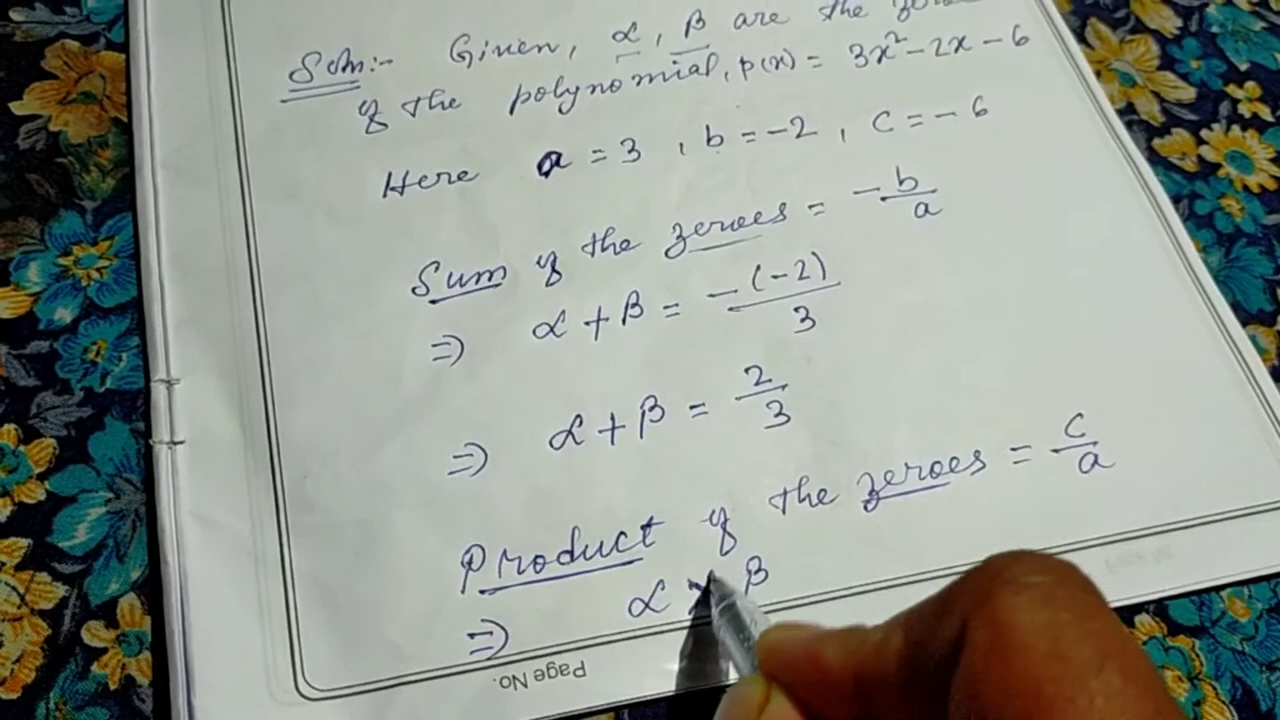 Soln:- Given, α, β are the
of the polynomial, p(x) = 3x² - 2x - 6
Here a = 3, b = -2, c = -6
Sum of the zeroes = -b/a
⇒ α + β = -(-2)/3
⇒ α + β = 2/3
Product of the zeroes = c/a
⇒ α × β
Page No.